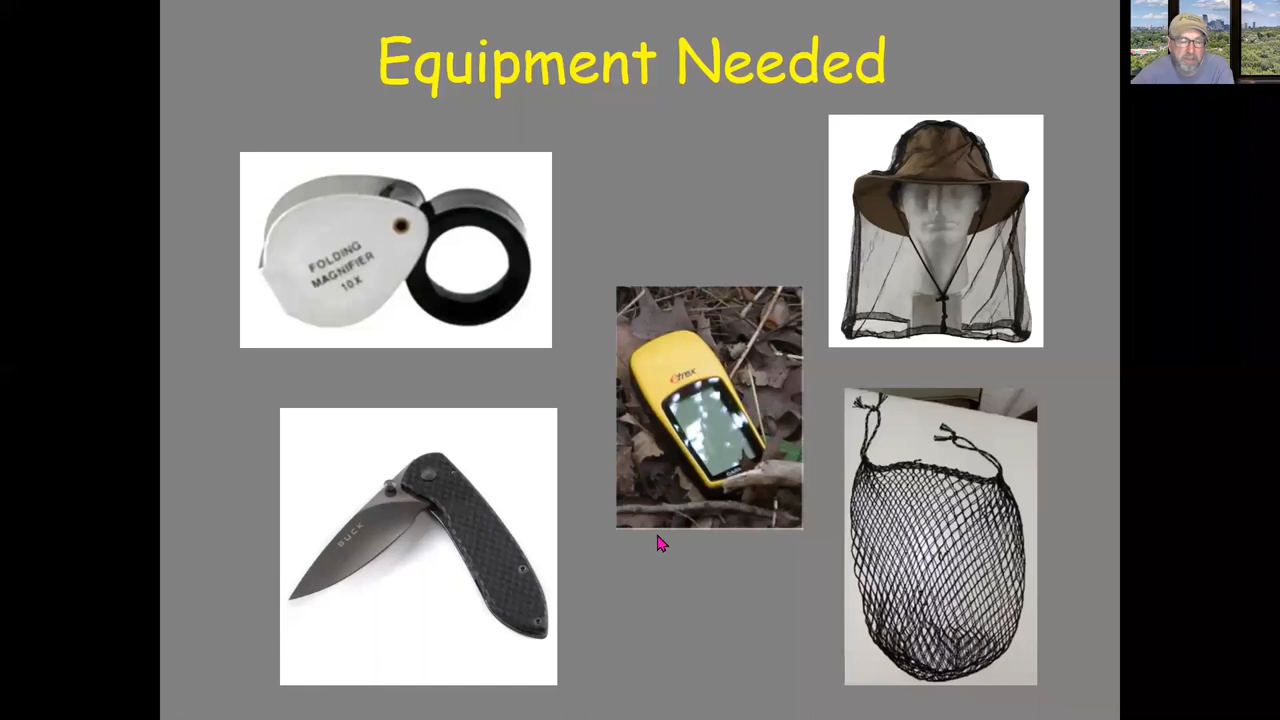 Equipment Needed
FOLDING
MAGNIFIER
10X
etrex
BUCK